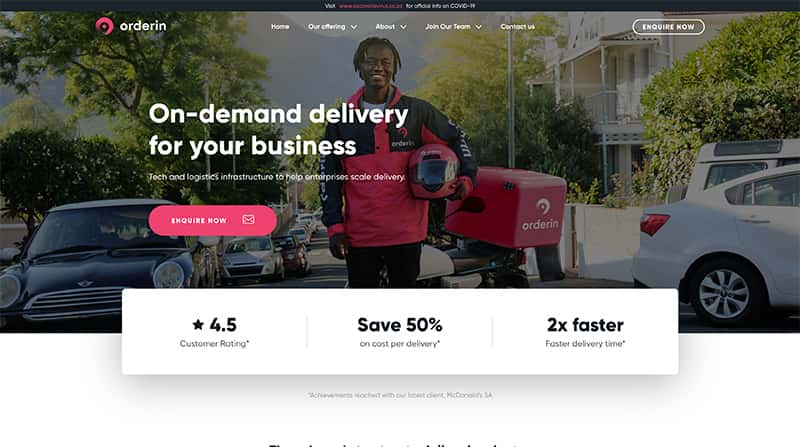 Visit www.sacoronavirus.co.za for official info on COVID-19
orderin
Home Our offering About Join Our Team Contact us
ENQUIRE NOW
On-demand delivery
for your business
Tech and logistics infrastructure to help enterprises scale delivery.
ENQUIRE NOW
orderin
orderin
4.5
Customer Rating*
Save 50%
on cost per delivery*
2x faster
Faster delivery time*
*Achievements reached with our latest client, McDonald's SA